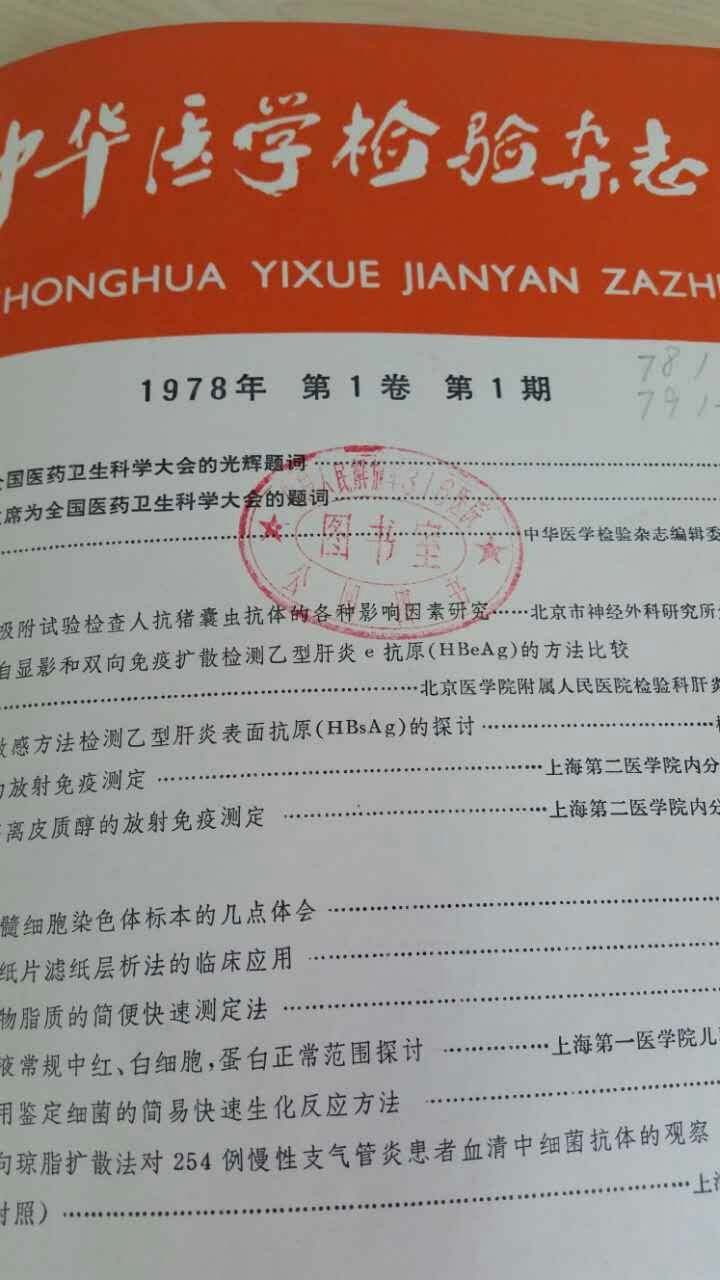 中华医学检验杂志
HONGHUA YIXUE JIANYAN ZAZHI
1978年 第1卷 第1期
781
791-
全国医药卫生科学大会的光辉题词
席为全国医药卫生科学大会的题词
中华医学检验杂志编辑委
图书室
吸附试验检查人抗猪囊虫抗体的各种影响因素研究……北京市神经外科研究所
自显影和双向免疫扩散检测乙型肝炎e抗原(HBeAg)的方法比较
……北京医学院附属人民医院检验科肝炎
敏感方法检测乙型肝炎表面抗原(HBsAg)的探讨……
放射免疫测定……上海第二医学院内分
离皮质醇的放射免疫测定……上海第二医学院内分
髓细胞染色体标本的几点体会……
纸片滤纸层析法的临床应用……
物脂质的简便快速测定法……
液常规中红、白细胞,蛋白正常范围探讨……上海第一医学院儿
用鉴定细菌的简易快速生化反应方法……
向琼脂扩散法对254例慢性支气管炎患者血清中细菌抗体的观察
对照)……上海